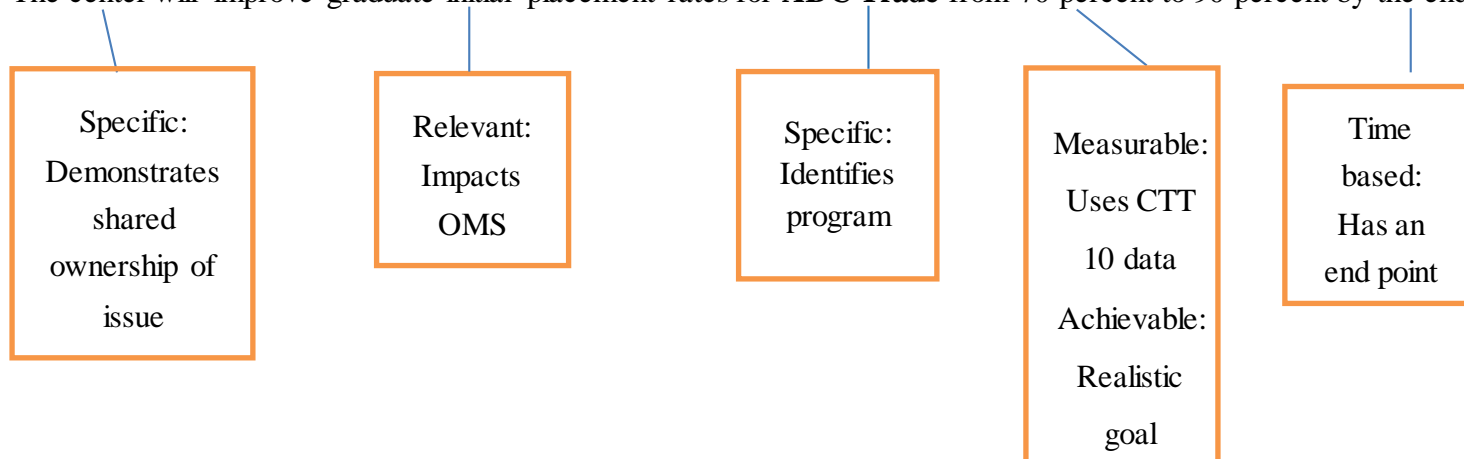 The center will improve graduate initial placement rates for ABC Trade from 70 percent to 90 percent by the end
Specific:
Demonstrates
shared
ownership of
issue
Relevant:
Impacts
OMS
Specific:
Identifies
program
Measurable:
Uses CTT
10 data
Achievable:
Realistic
goal
Time
based:
Has an
end point